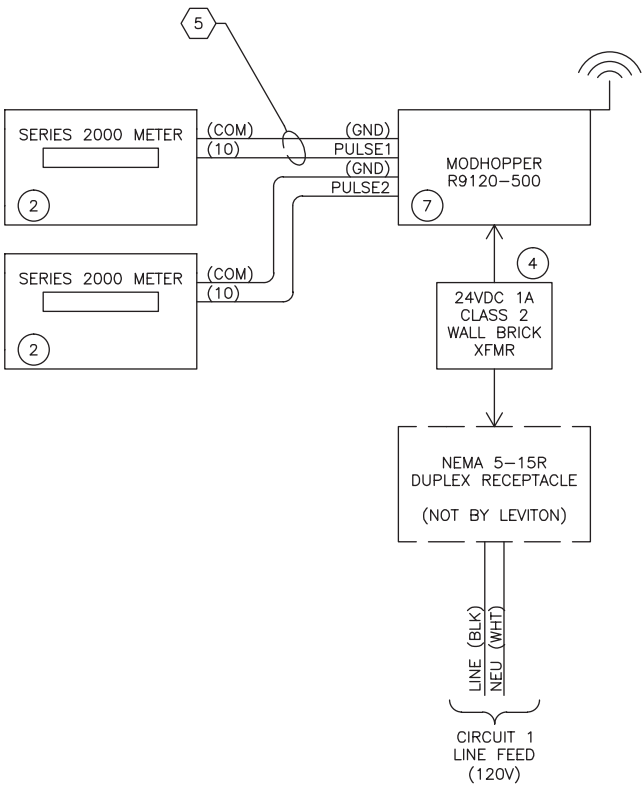 5
SERIES 2000 METER
2
(COM)
(10)
(GND)
PULSE1
(GND)
PULSE2
MODHOPPER
R9120-500
7
SERIES 2000 METER
2
(COM)
(10)
4
24VDC 1A
CLASS 2
WALL BRICK
XFMR
NEMA 5-15R
DUPLEX RECEPTACLE
(NOT BY LEVITON)
LINE (BLK)
NEU (WHT)
CIRCUIT 1
LINE FEED
(120V)